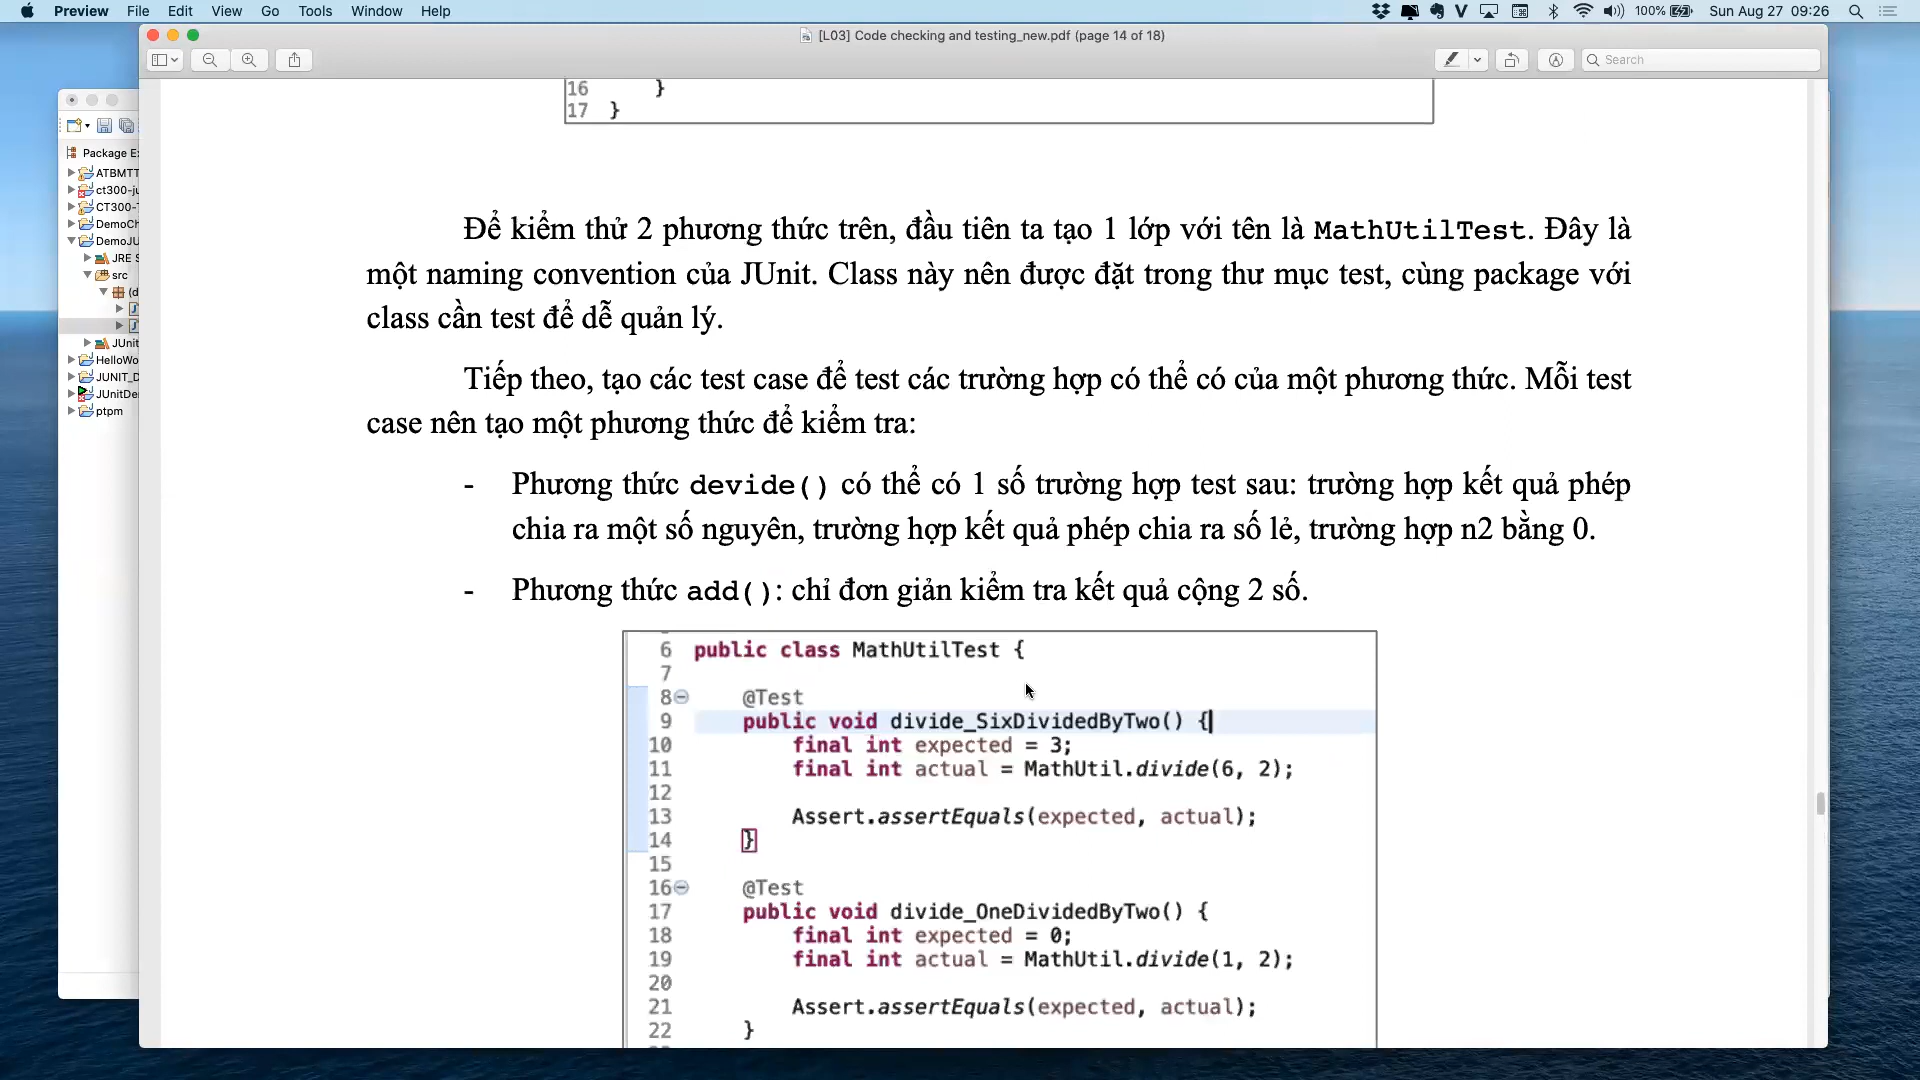 Preview File Edit View Go Tools Window Help 100% Sun Aug 27 09:26
[L03] Code checking and testing_new.pdf (page 14 of 18)
Search
Package Ex
ATBMTT
ct300-ju
CT300-T
DemoCh
DemoJU
JRE S
src
(d
JUnit
HelloWo
JUNIT_D
JUnitDe
ptpm
16 }
17 }
Để kiểm thử 2 phương thức trên, đầu tiên ta tạo 1 lớp với tên là MathUtilTest. Đây là
một naming convention của JUnit. Class này nên được đặt trong thư mục test, cùng package với
class cần test để dễ quản lý.
Tiếp theo, tạo các test case để test các trường hợp có thể có của một phương thức. Mỗi test
case nên tạo một phương thức để kiểm tra:
- Phương thức devide() có thể có 1 số trường hợp test sau: trường hợp kết quả phép
chia ra một số nguyên, trường hợp kết quả phép chia ra số lẻ, trường hợp n2 bằng 0.
- Phương thức add(): chỉ đơn giản kiểm tra kết quả cộng 2 số.
6 public class MathUtilTest {
7
8 @Test
9 public void divide_SixDividedByTwo() {
10 final int expected = 3;
11 final int actual = MathUtil.divide(6, 2);
12
13 Assert.assertEquals(expected, actual);
14 }
15
16 @Test
17 public void divide_OneDividedByTwo() {
18 final int expected = 0;
19 final int actual = MathUtil.divide(1, 2);
20
21 Assert.assertEquals(expected, actual);
22 }